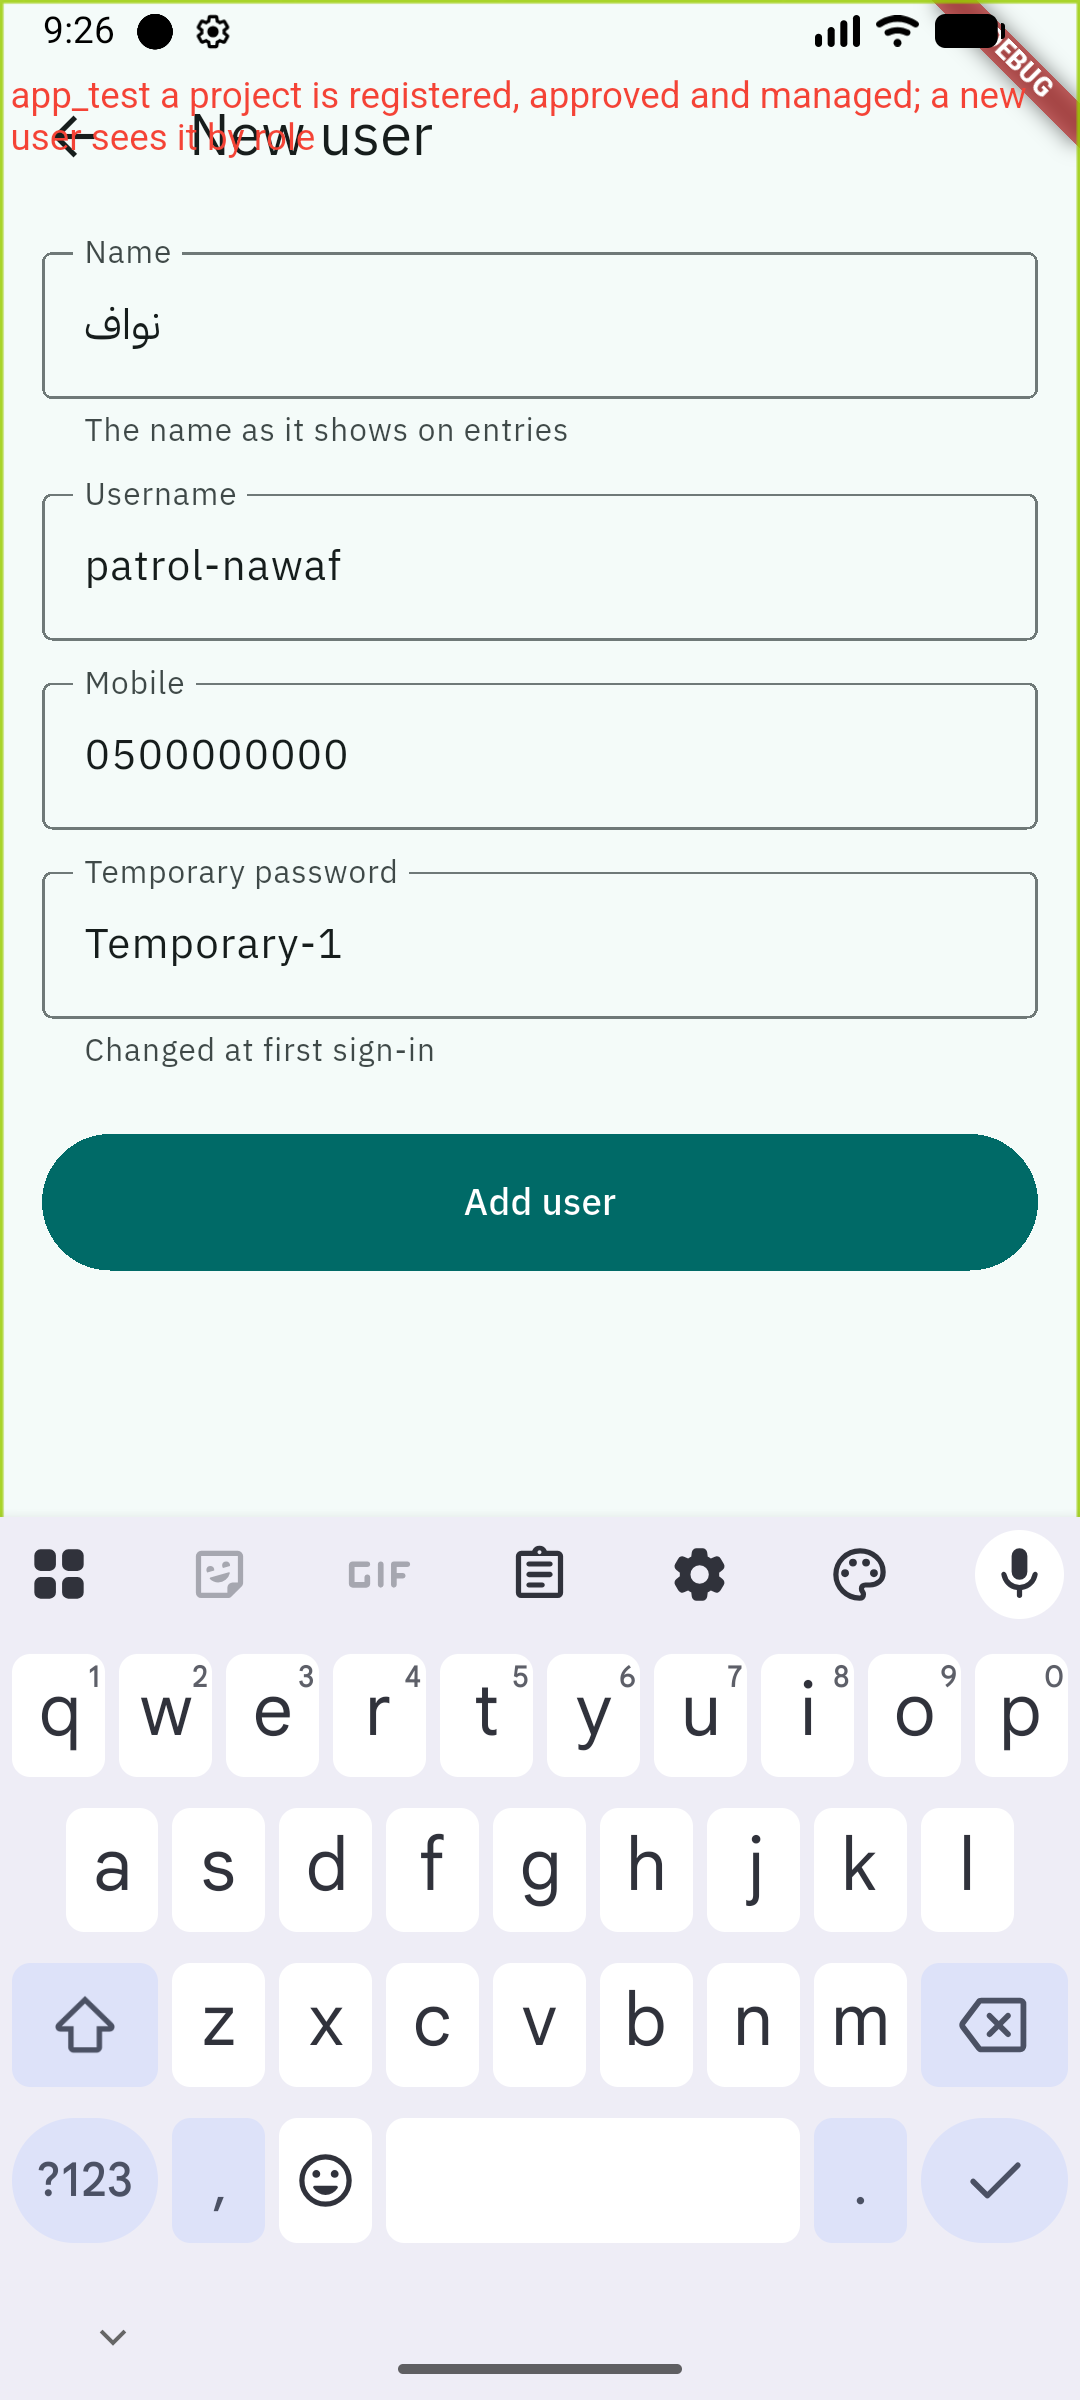 9:26
DEBUG
app_test a project is registered, approved and managed; a new
user sees it by role
New user
Name
نواف
The name as it shows on entries
Username
patrol-nawaf
Mobile
0500000000
Temporary password
Temporary-1
Changed at first sign-in
Add user
GIF
q 1 w 2 e 3 r 4 t 5 y 6 u 7 i 8 o 9 p 0
a s d f g h j k l
z x c v b n m
?123 , .